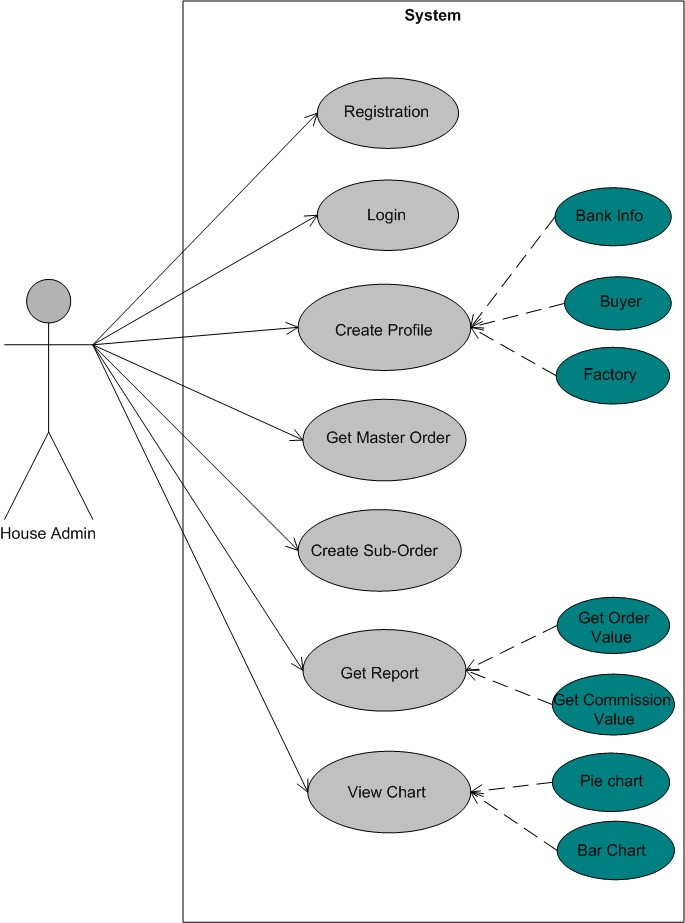 System
Registration
Login
Bank Info
Buyer
Create Profile
Factory
Get Master Order
House Admin
Create Sub-Order
Get Order
Value
Get Report
Get Commission
Value
Pie chart
View Chart
Bar Chart